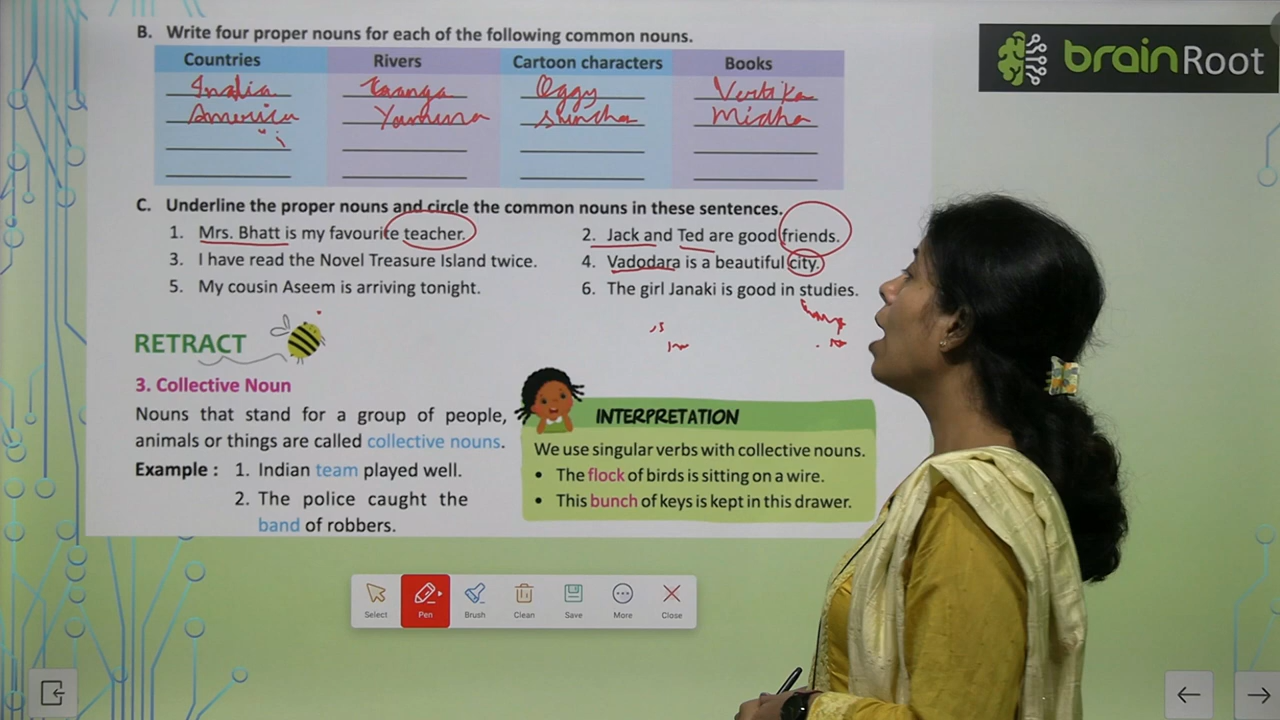 B. Write four proper nouns for each of the following common nouns.
Countries Rivers Cartoon characters Books
India Ganga Oggy Vertika
America Yamuna Shincha Midha
C. Underline the proper nouns and circle the common nouns in these sentences.
1. Mrs. Bhatt is my favourite teacher. 2. Jack and Ted are good friends.
3. I have read the Novel Treasure Island twice. 4. Vadodara is a beautiful city.
5. My cousin Aseem is arriving tonight. 6. The girl Janaki is good in studies.
RETRACT
3. Collective Noun
Nouns that stand for a group of people,
animals or things are called collective nouns.
Example : 1. Indian team played well.
2. The police caught the
band of robbers.
INTERPRETATION
We use singular verbs with collective nouns.
• The flock of birds is sitting on a wire.
• This bunch of keys is kept in this drawer.
Select Pen Brush Clean Save More Close
brainRoot